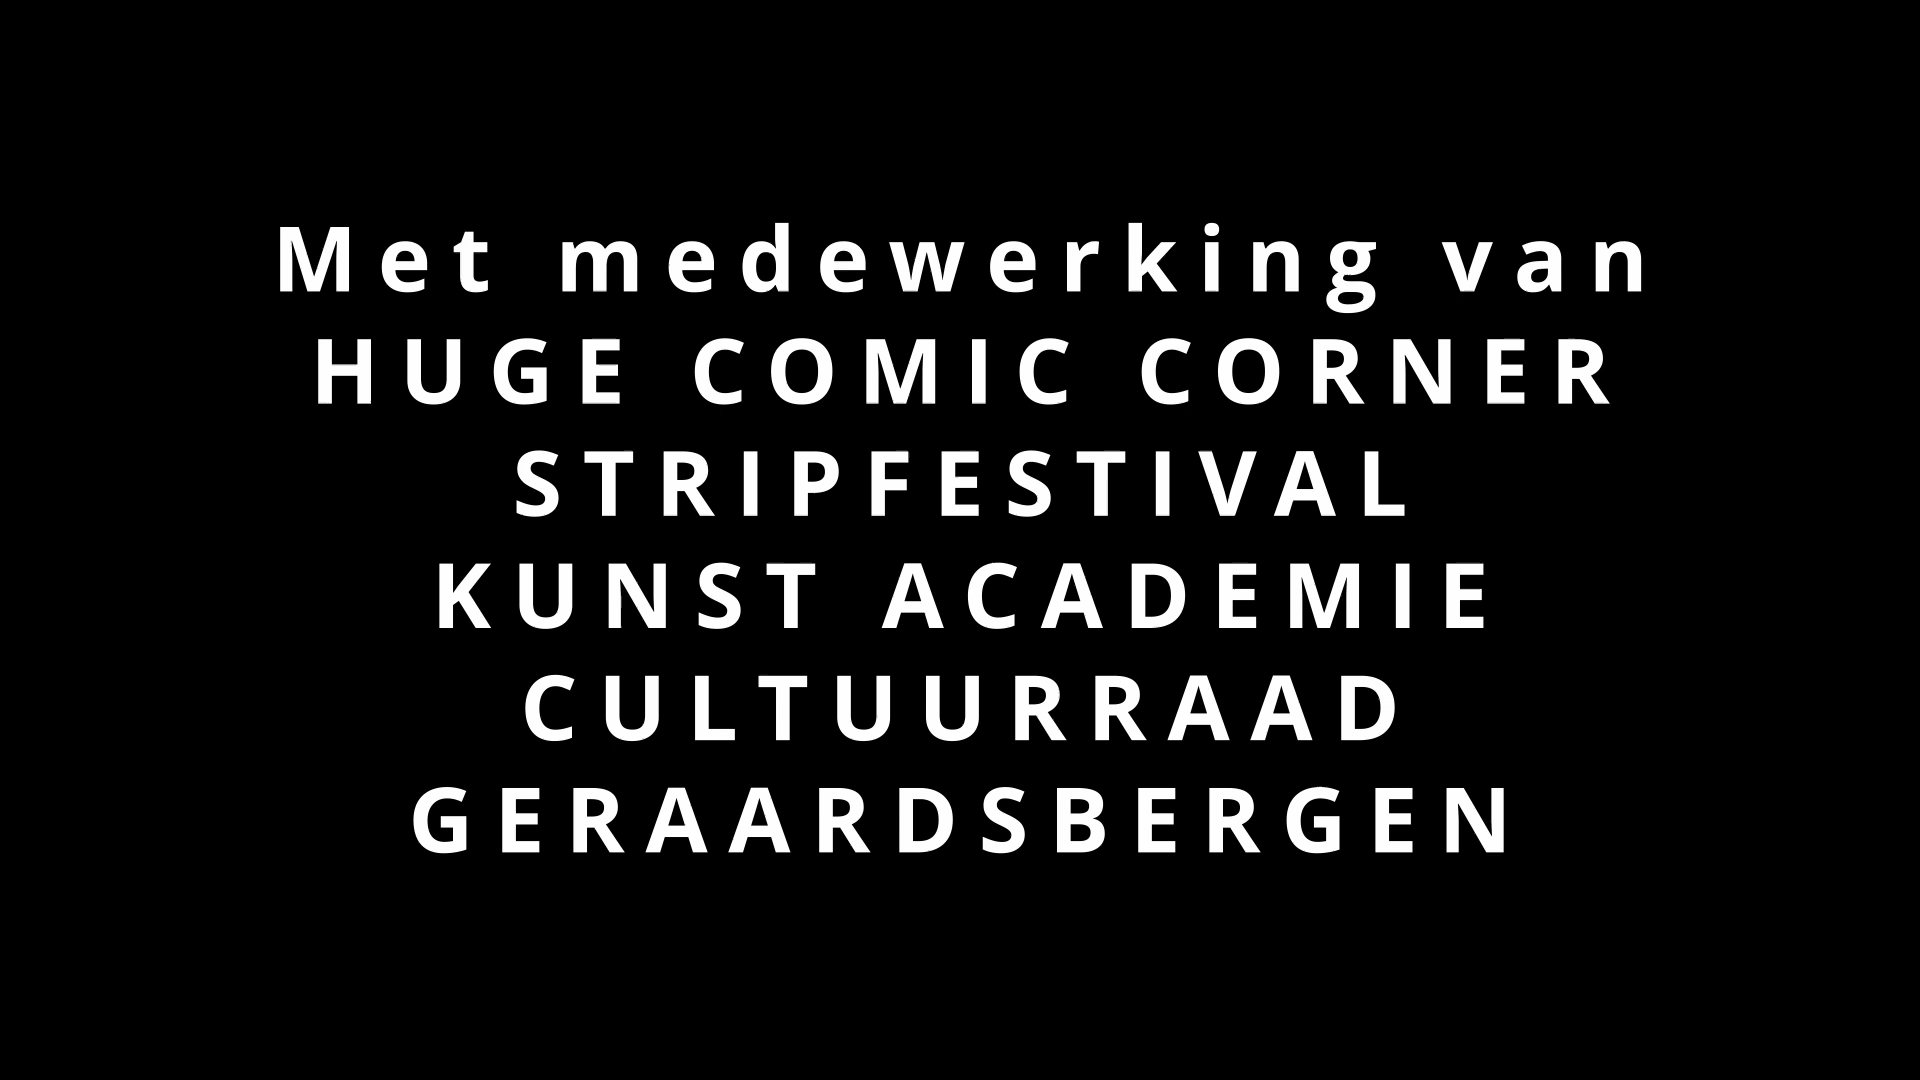 Met medewerking van
HUGE COMIC CORNER
STRIPFESTIVAL
KUNST ACADEMIE
CULTUURRAAD
GERAARDSBERGEN